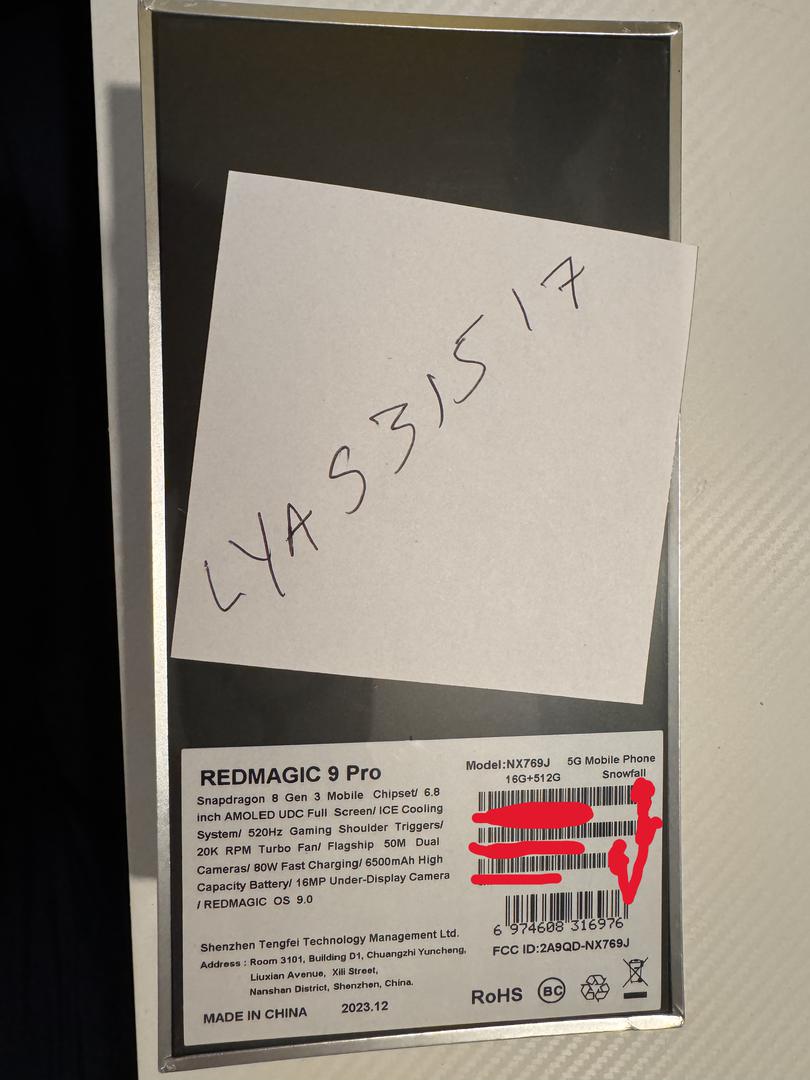 LYAS31517
REDMAGIC 9 Pro
Snapdragon 8 Gen 3 Mobile Chipset/ 6.8
inch AMOLED UDC Full Screen/ ICE Cooling
System/ 520Hz Gaming Shoulder Triggers/
20K RPM Turbo Fan/ Flagship 50M Dual
Cameras/ 80W Fast Charging/ 6500mAh High
Capacity Battery/ 16MP Under-Display Camera
/ REDMAGIC OS 9.0
Model:NX769J 5G Mobile Phone
16G+512G Snowfall
6 974608 316976
FCC ID:2A9QD-NX769J
Shenzhen Tengfei Technology Management Ltd.
Address : Room 3101, Building D1, Chuangzhi Yuncheng,
Liuxian Avenue, Xili Street,
Nanshan District, Shenzhen, China.
MADE IN CHINA 2023.12
RoHS BC